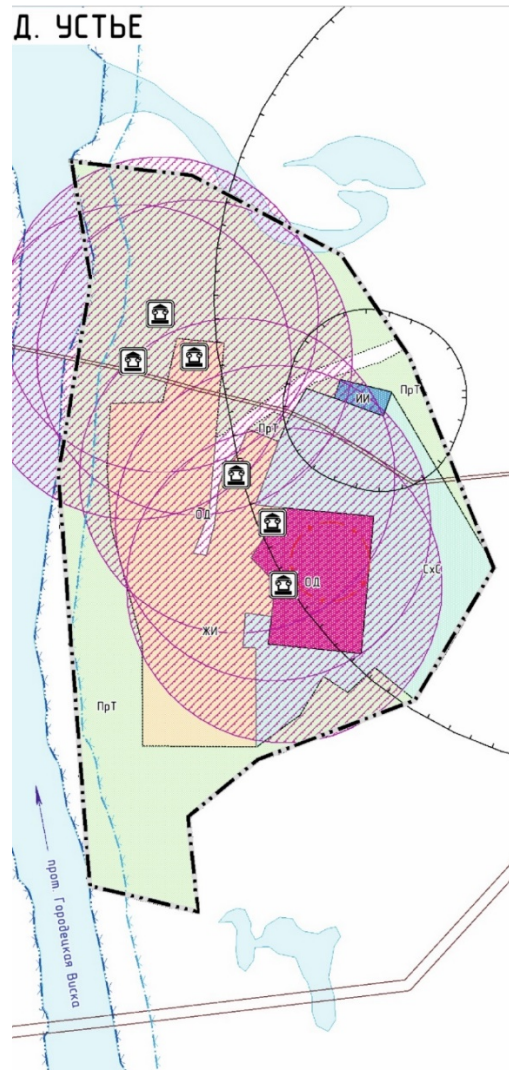 Д. УСТЬЕ
ПрТ
ИИ
ПрТ
ОД
СхС
ОД
ЖИ
ПрТ
прот. Городецкая Виска